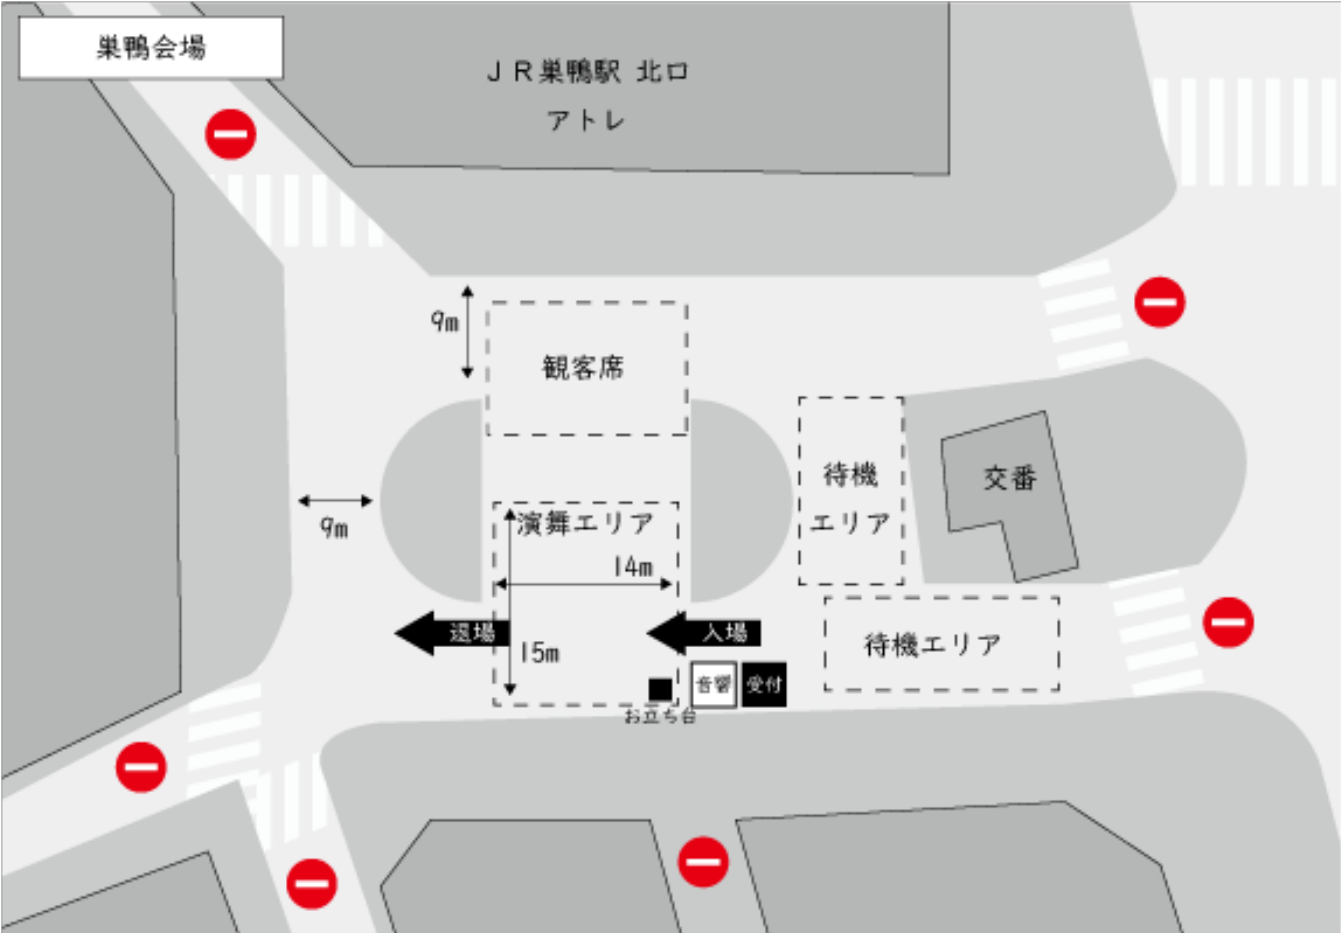 巣鴨会場
JR巣鴨駅 北口
アトレ
9m
観客席
待機
エリア
交番
9m
演舞エリア
14m
退場
入場
15m
待機エリア
音響
受付
お立ち台